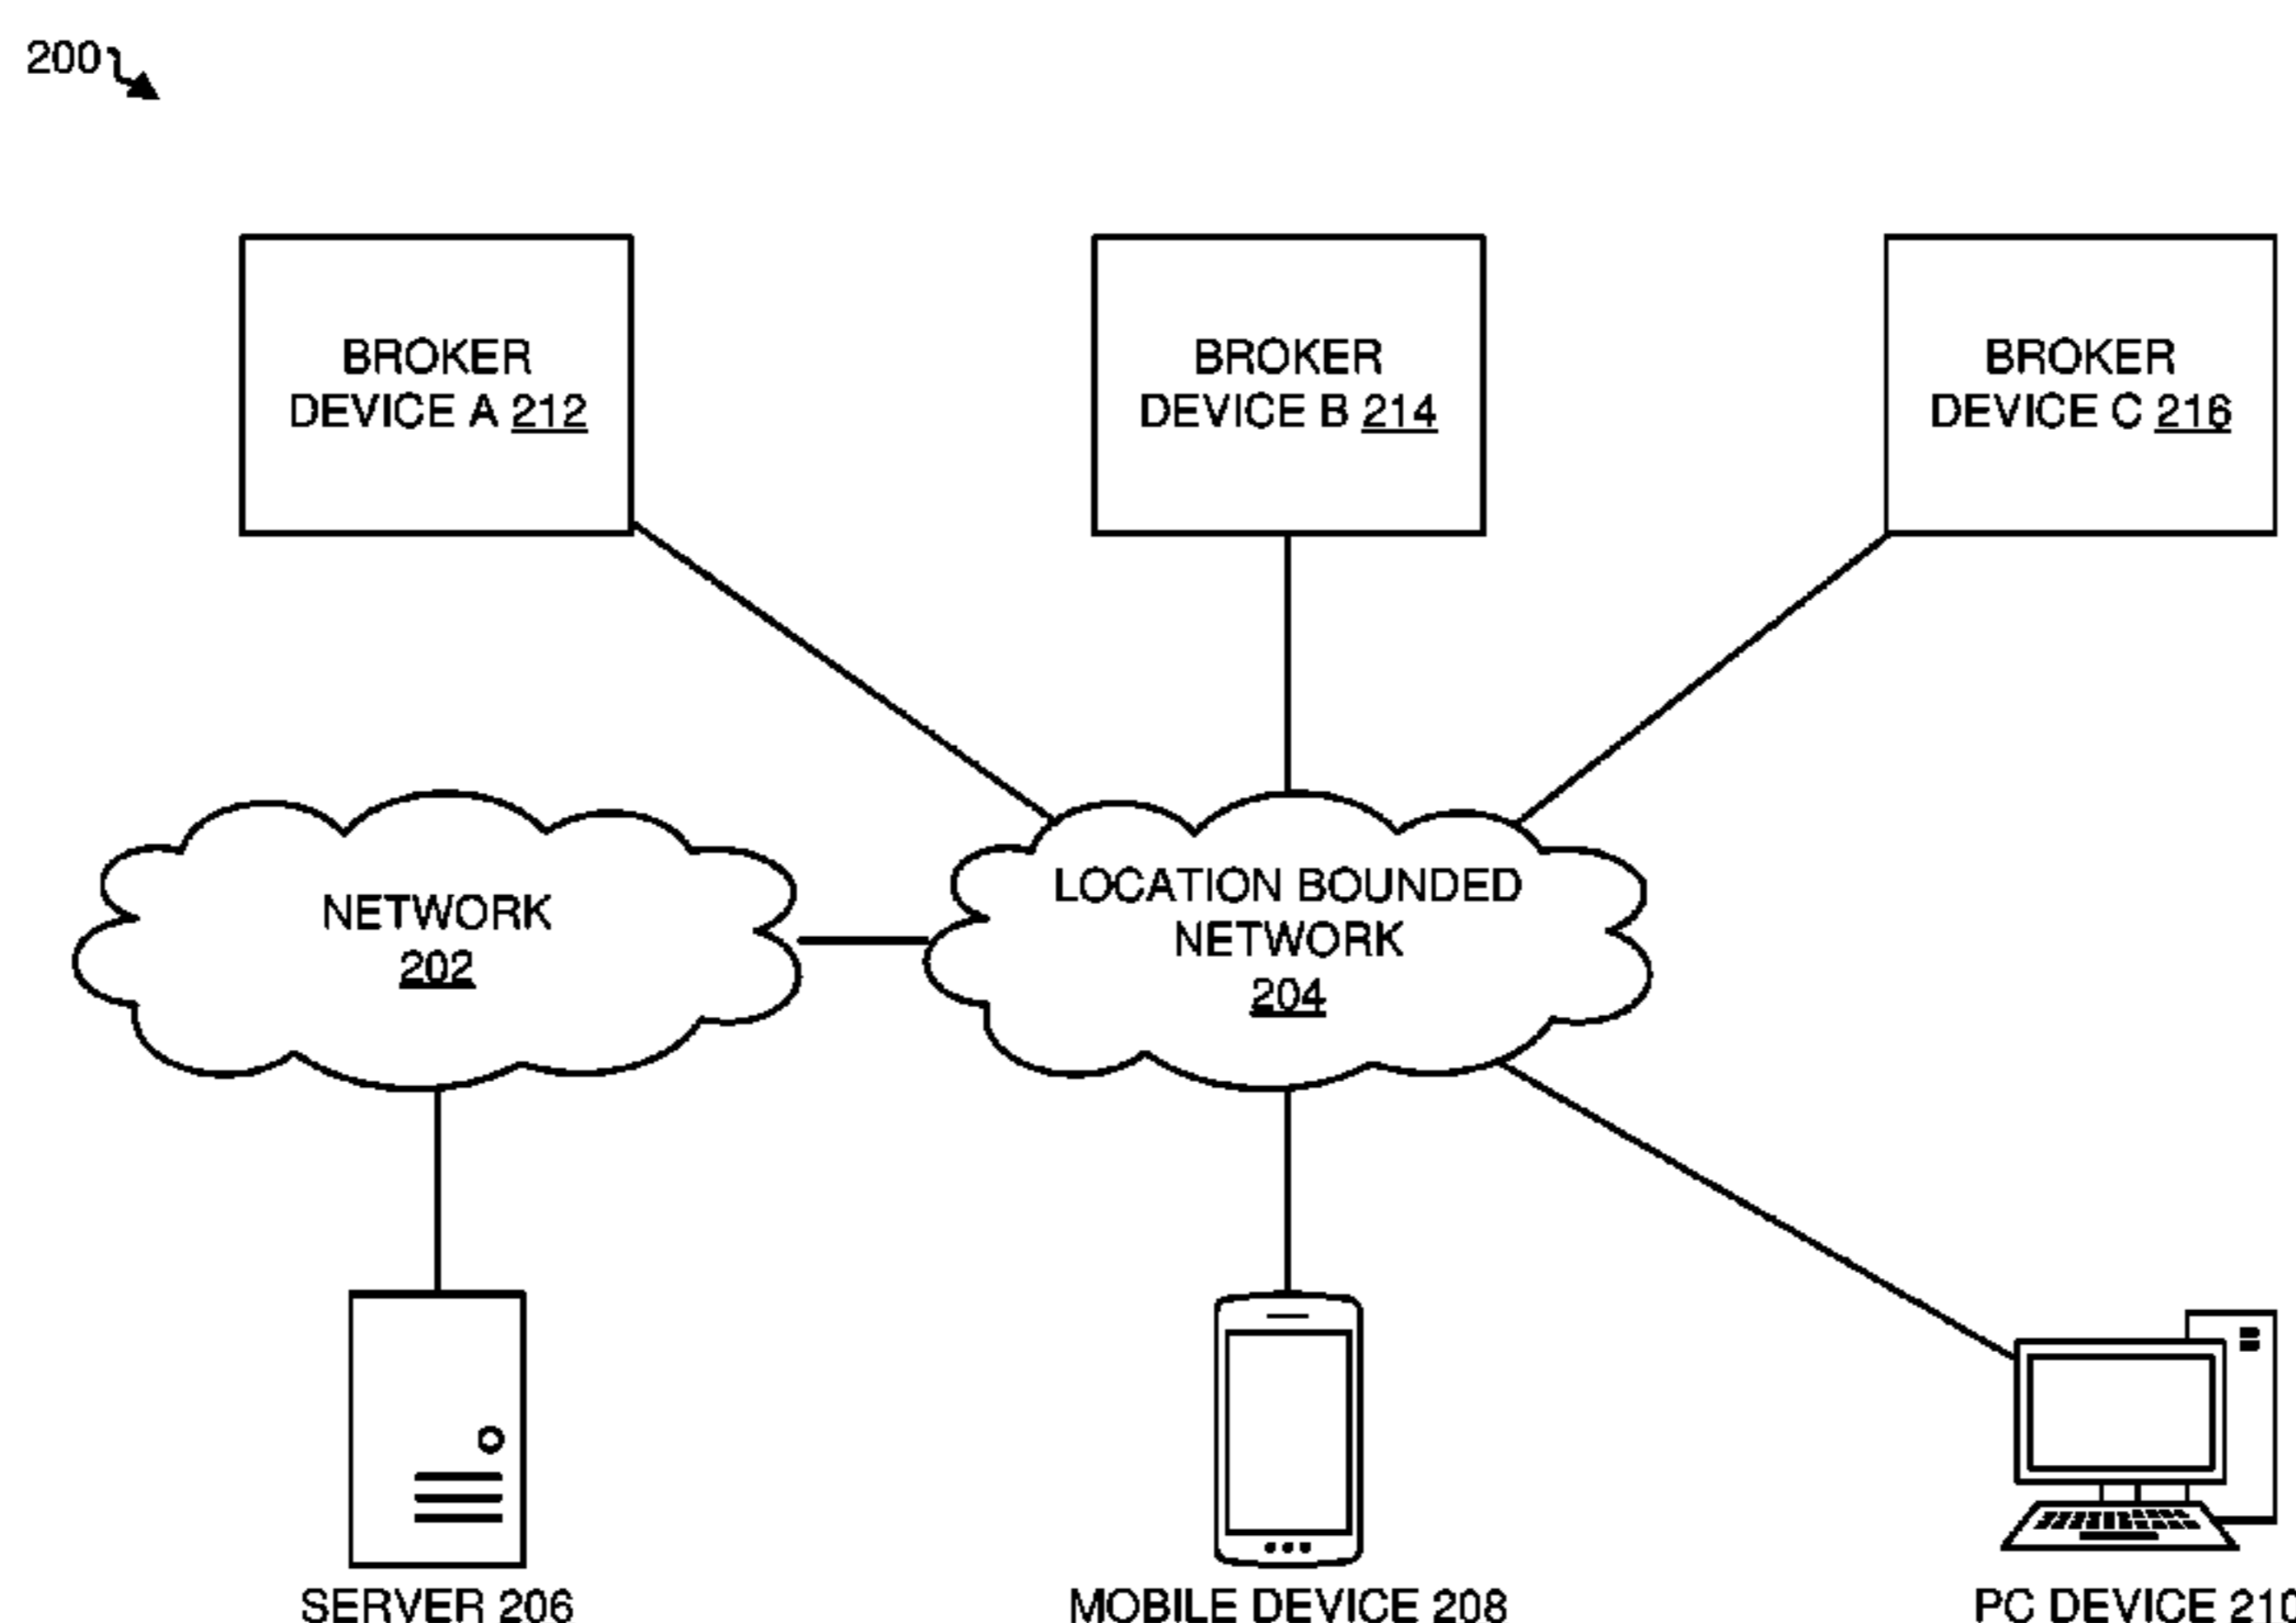 200
BROKER
DEVICE A 212
BROKER
DEVICE B 214
BROKER
DEVICE C 216
NETWORK
202
LOCATION BOUNDED
NETWORK
204
SERVER 206
MOBILE DEVICE 208
PC DEVICE 210